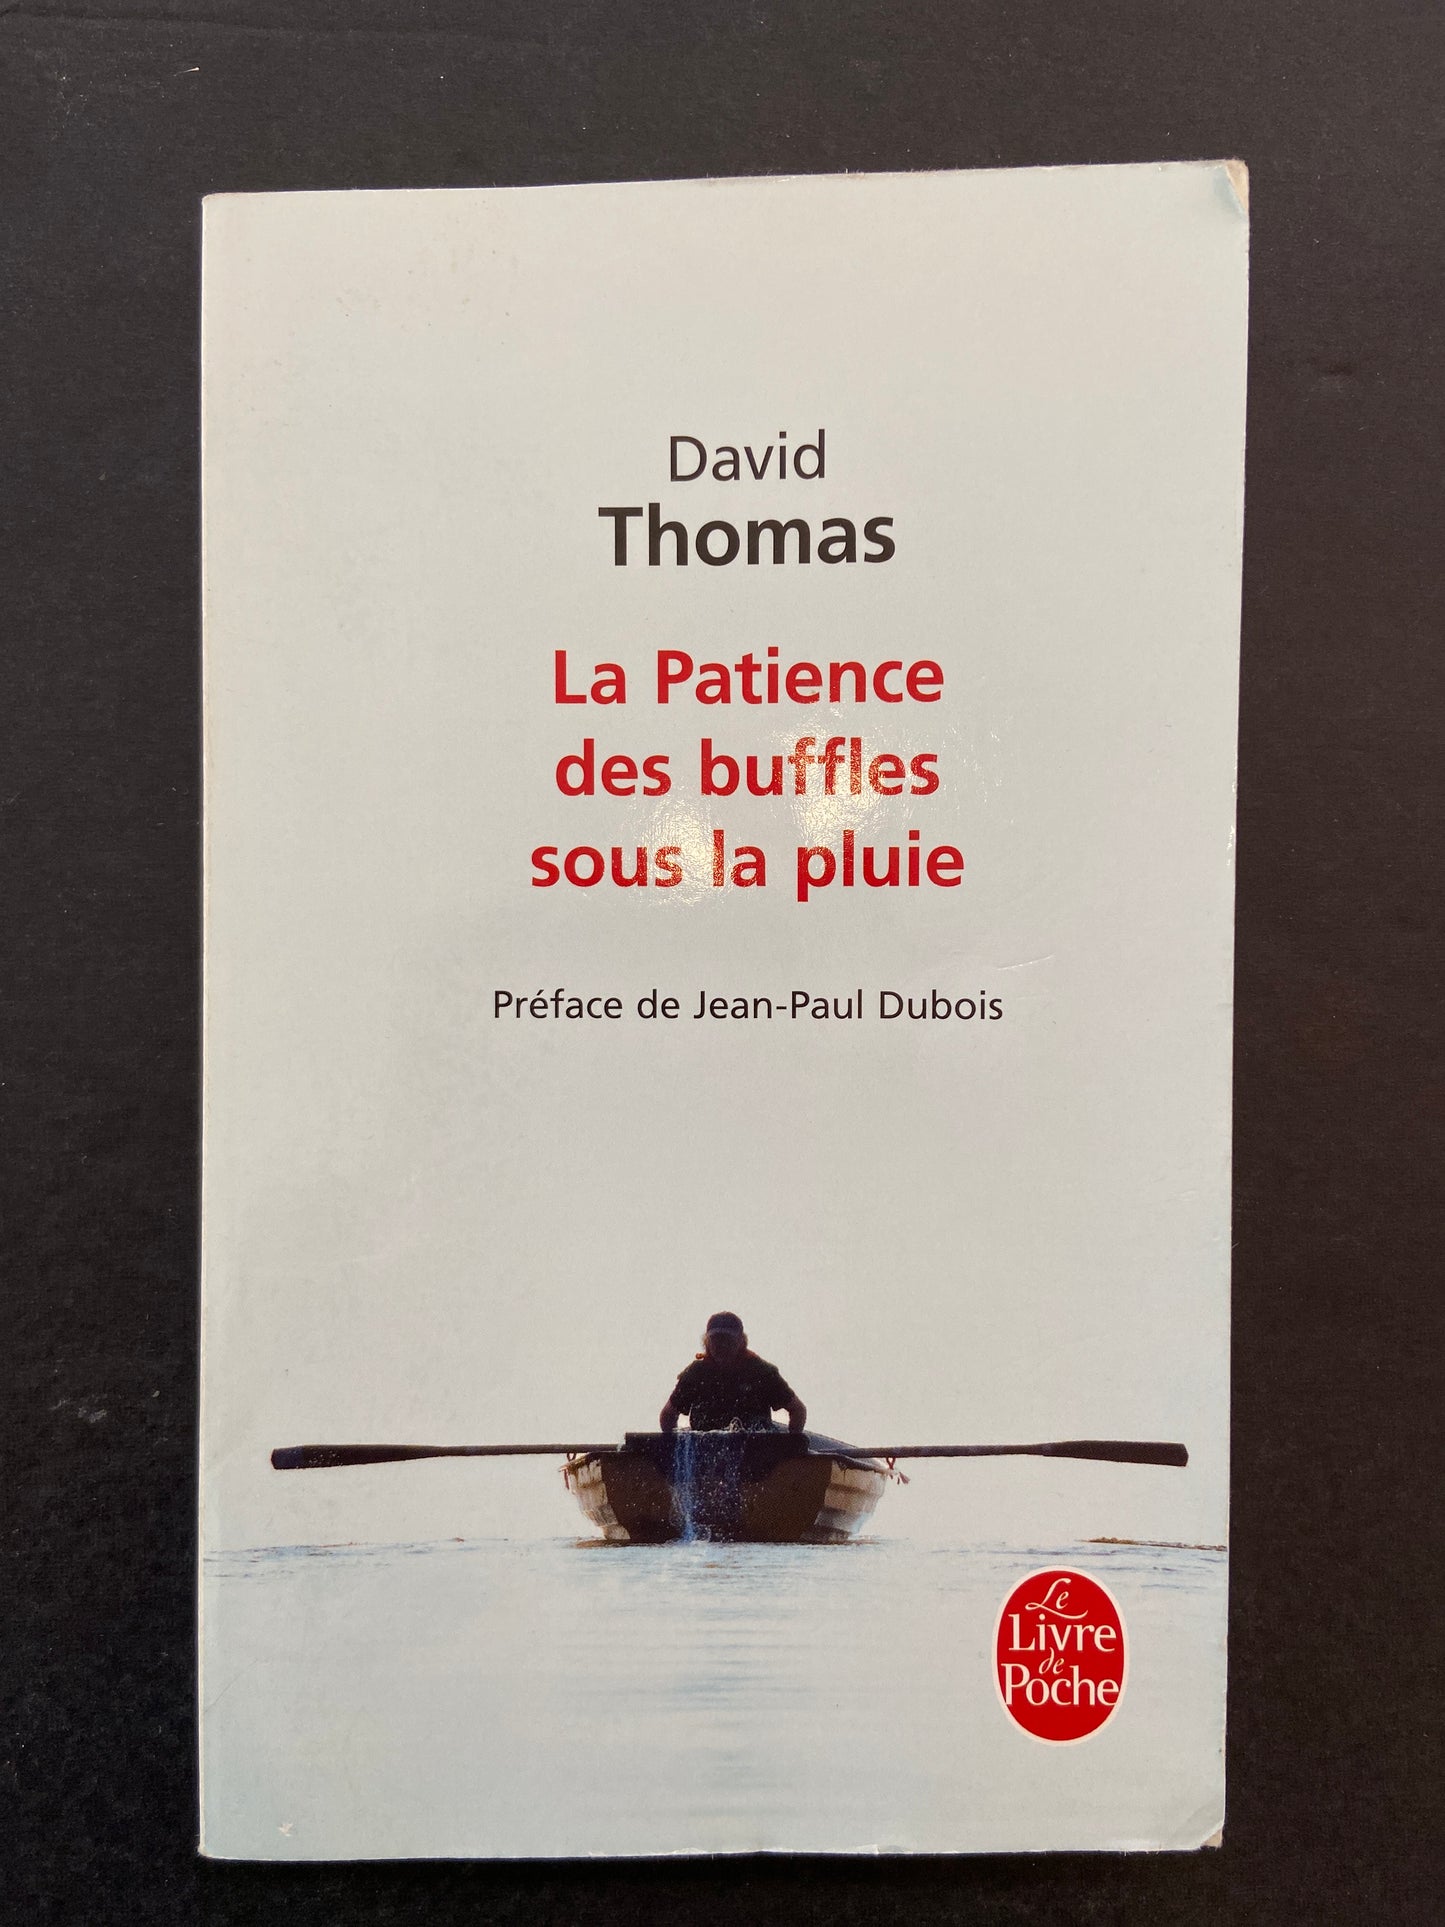 David
Thomas
La Patience
des buffles
sous la pluie
Préface de Jean-Paul Dubois
Le
Livre
de
Poche